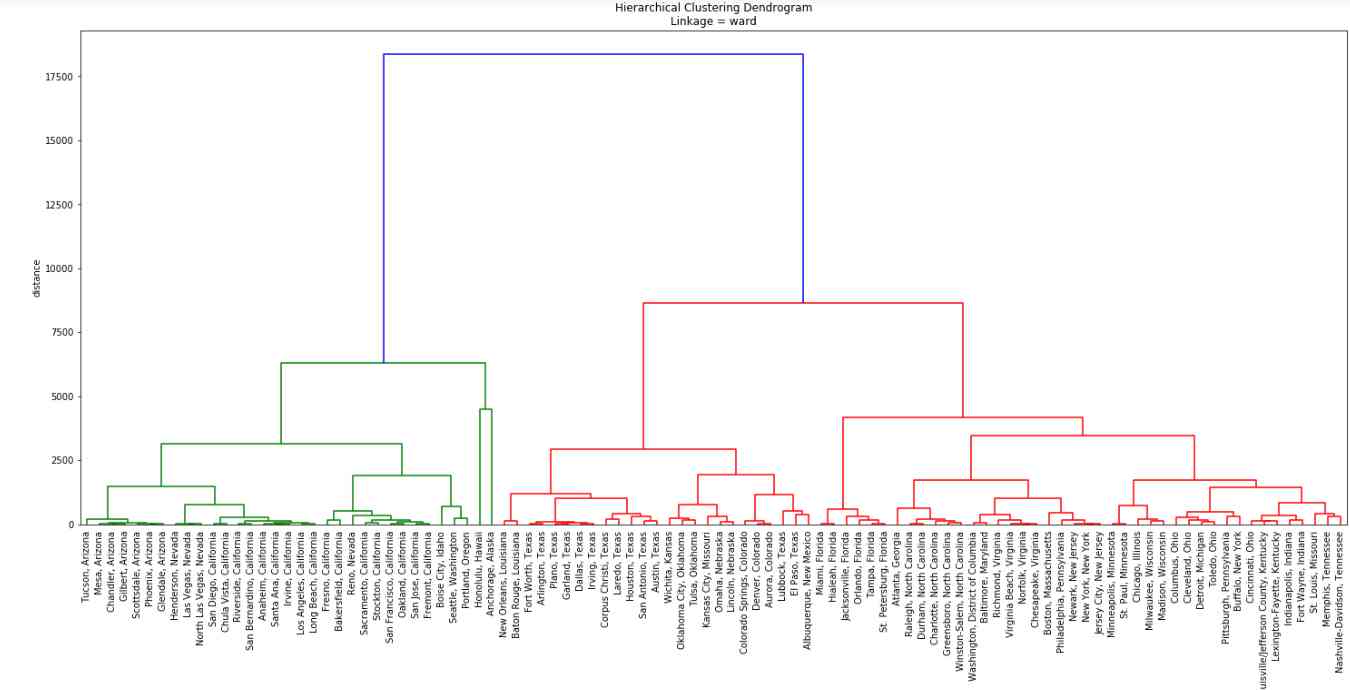 Hierarchical Clustering Dendrogram
Linkage = ward
17500
15000
12500
10000
7500
5000
2500
0
distance
Tucson, Arizona
Mesa, Arizona
Chandler, Arizona
Gilbert, Arizona
Scottsdale, Arizona
Phoenix, Arizona
Glendale, Arizona
Henderson, Nevada
Las Vegas, Nevada
North Las Vegas, Nevada
San Diego, California
Chula Vista, California
Riverside, California
San Bernardino, California
Anaheim, California
Santa Ana, California
Irvine, California
Los Angeles, California
Long Beach, California
Fresno, California
Bakersfield, California
Reno, Nevada
Sacramento, California
Stockton, California
San Francisco, California
Oakland, California
San Jose, California
Fremont, California
Boise City, Idaho
Seattle, Washington
Portland, Oregon
Honolulu, Hawaii
Anchorage, Alaska
New Orleans, Louisiana
Baton Rouge, Louisiana
Fort Worth, Texas
Arlington, Texas
Plano, Texas
Garland, Texas
Dallas, Texas
Irving, Texas
Corpus Christi, Texas
Laredo, Texas
Houston, Texas
San Antonio, Texas
Austin, Texas
Wichita, Kansas
Oklahoma City, Oklahoma
Tulsa, Oklahoma
Kansas City, Missouri
Omaha, Nebraska
Lincoln, Nebraska
Colorado Springs, Colorado
Denver, Colorado
Aurora, Colorado
Lubbock, Texas
El Paso, Texas
Albuquerque, New Mexico
Miami, Florida
Hialeah, Florida
Jacksonville, Florida
Orlando, Florida
Tampa, Florida
St. Petersburg, Florida
Atlanta, Georgia
Raleigh, North Carolina
Durham, North Carolina
Charlotte, North Carolina
Greensboro, North Carolina
Winston-Salem, North Carolina
Washington, District of Columbia
Baltimore, Maryland
Richmond, Virginia
Virginia Beach, Virginia
Norfolk, Virginia
Chesapeake, Virginia
Boston, Massachusetts
Philadelphia, Pennsylvania
Newark, New Jersey
New York, New York
Jersey City, New Jersey
Minneapolis, Minnesota
St. Paul, Minnesota
Chicago, Illinois
Milwaukee, Wisconsin
Madison, Wisconsin
Columbus, Ohio
Cleveland, Ohio
Detroit, Michigan
Toledo, Ohio
Pittsburgh, Pennsylvania
Buffalo, New York
Cincinnati, Ohio
uisville/Jefferson County, Kentucky
Lexington-Fayette, Kentucky
Indianapolis, Indiana
Fort Wayne, Indiana
St. Louis, Missouri
Memphis, Tennessee
Nashville-Davidson, Tennessee